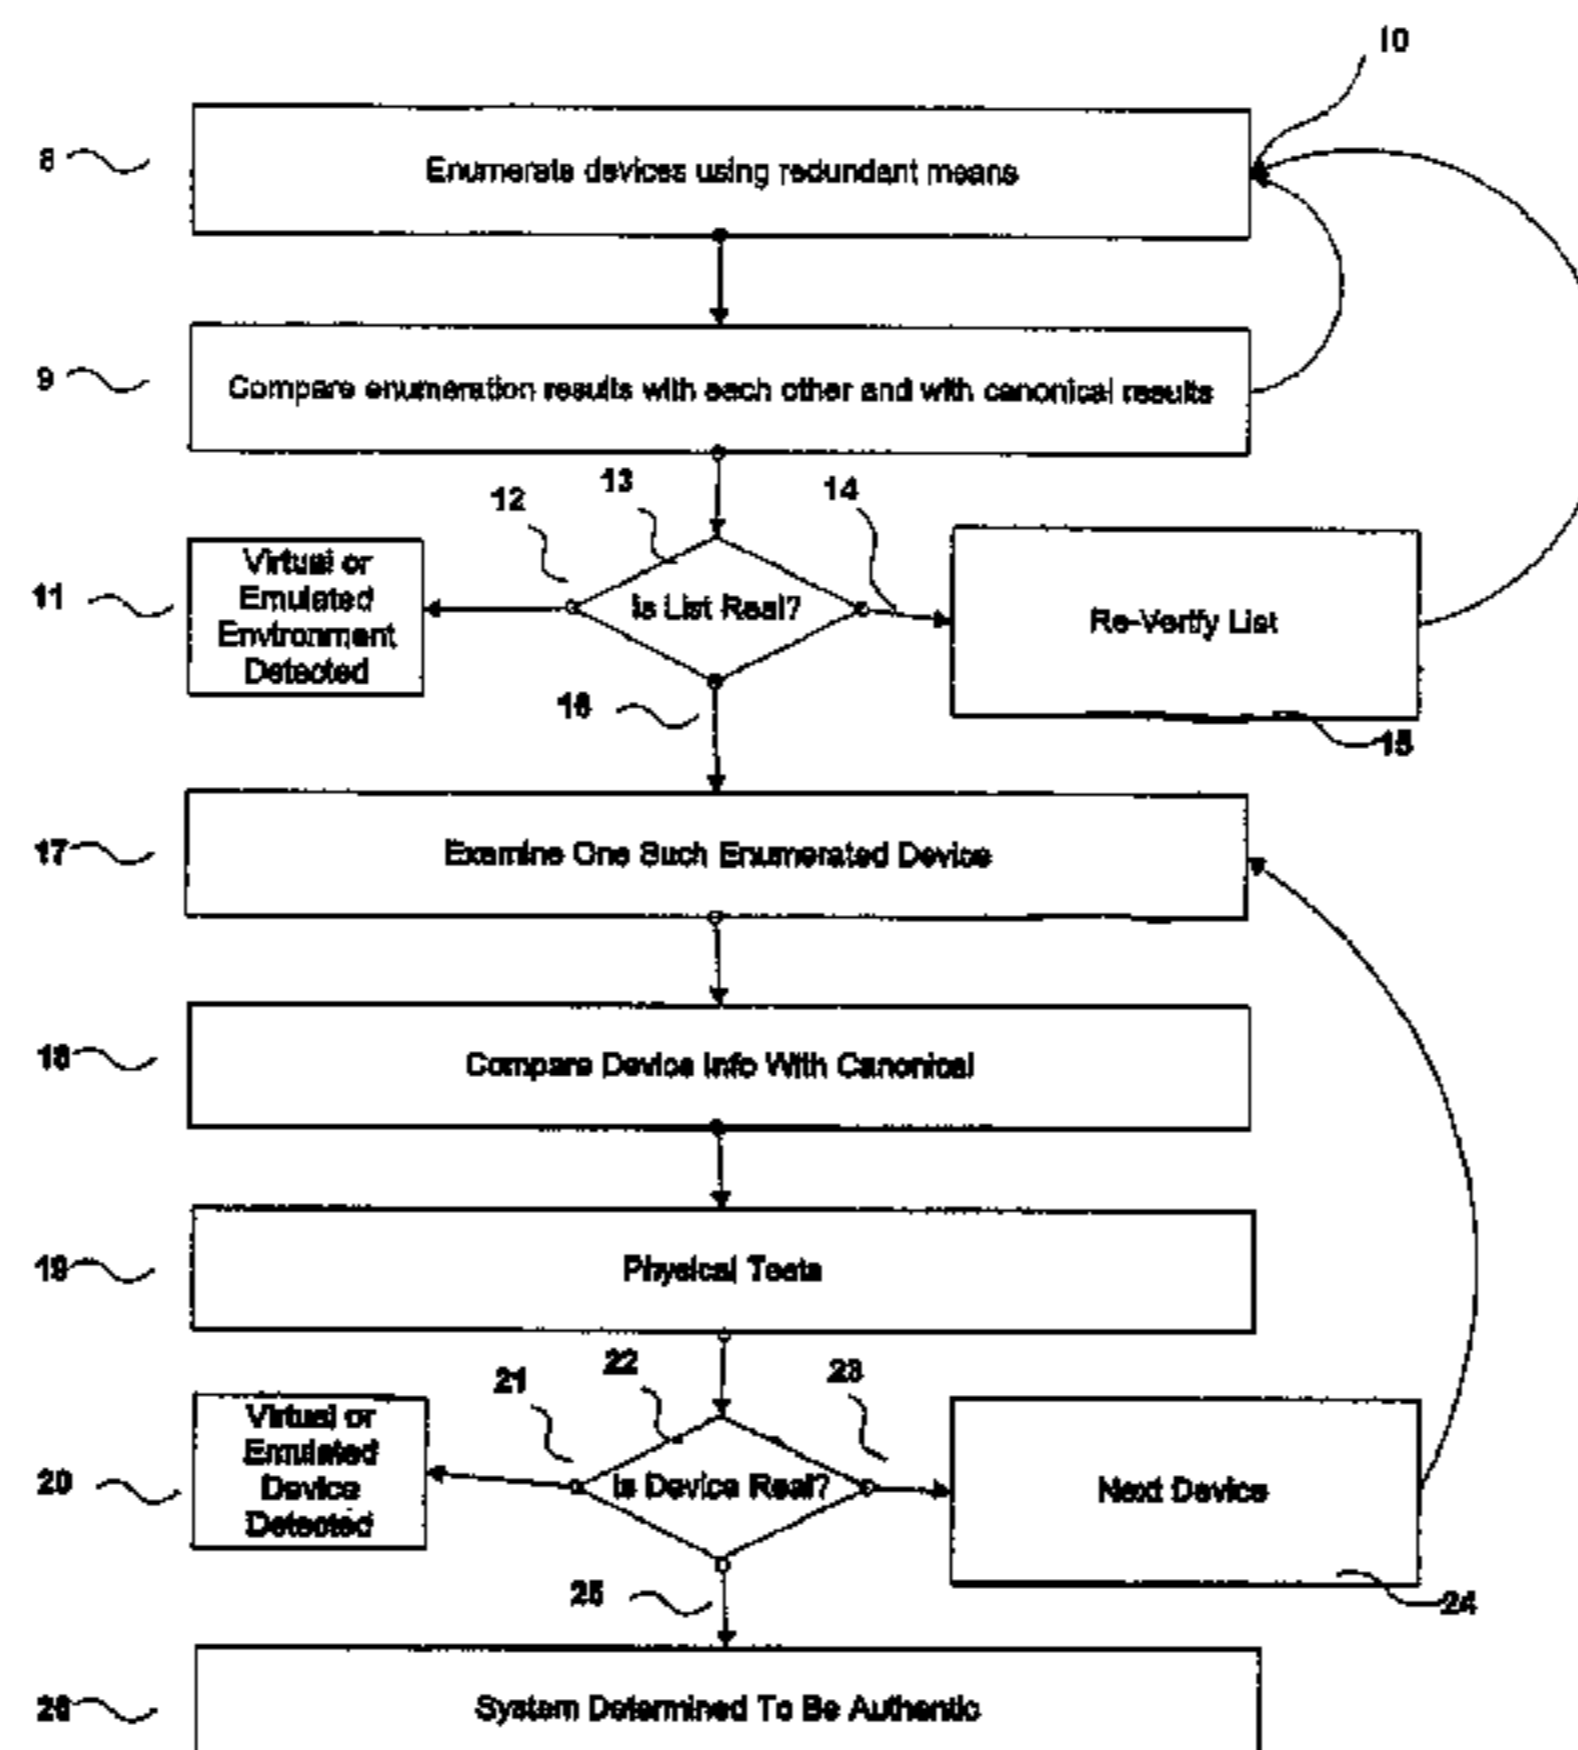 10
8
Enumerate devices using redundant means
9
Compare enumeration results with each other and with canonical results
12
13
14
11
Virtual or
Emulated
Environment
Detected
Is List Real?
Re-Verify List
16
15
17
Examine One Such Enumerated Device
18
Compare Device Info With Canonical
19
Physical Tests
21
22
23
20
Virtual or
Emulated
Device
Detected
Is Device Real?
Next Device
25
24
26
System Determined To Be Authentic